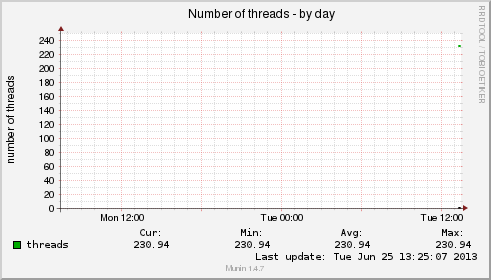 Number of threads - by day
RRDTOOL / TOBI OETIKER
number of threads
240
220
200
180
160
140
120
100
80
60
40
20
0
Mon 12:00 Tue 00:00 Tue 12:00
Cur: Min: Avg: Max:
threads 230.94 230.94 230.94 230.94
Last update: Tue Jun 25 13:25:07 2013
Munin 1.4.7